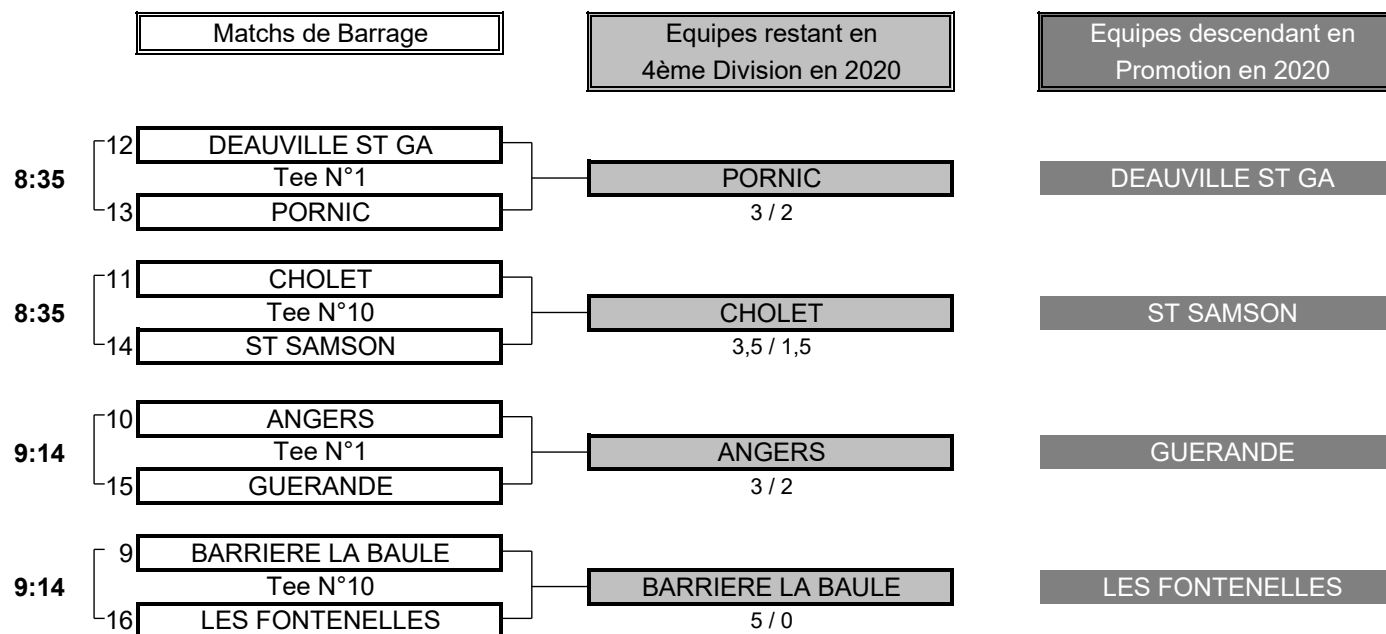 Matchs de Barrage
Equipes restant en
4ème Division en 2020
Equipes descendant en
Promotion en 2020
12 DEAUVILLE ST GA
8:35 Tee N°1 PORNIC DEAUVILLE ST GA
13 PORNIC 3 / 2
11 CHOLET
8:35 Tee N°10 CHOLET ST SAMSON
14 ST SAMSON 3,5 / 1,5
10 ANGERS
9:14 Tee N°1 ANGERS GUERANDE
15 GUERANDE 3 / 2
9 BARRIERE LA BAULE
9:14 Tee N°10 BARRIERE LA BAULE LES FONTENELLES
16 LES FONTENELLES 5 / 0